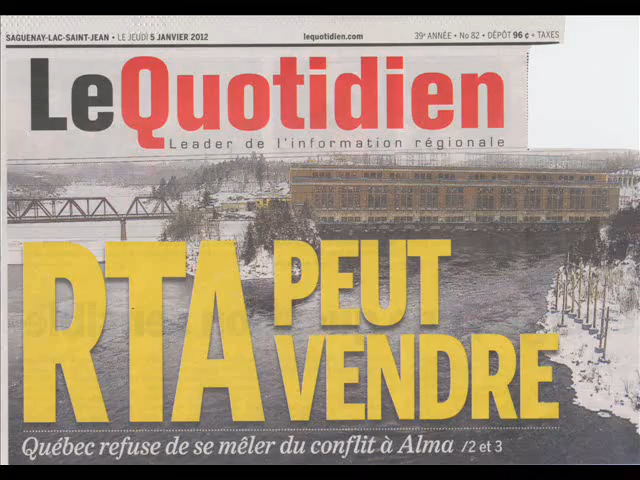 SAGUENAY-LAC-SAINT-JEAN • LE JEUDI 5 JANVIER 2012 lequotidien.com 39e ANNÉE • No 82 • DÉPÔT 96 ¢ + TAXES
LeQuotidien
Leader de l'information régionale
RTA PEUT
VENDRE
Québec refuse de se mêler du conflit à Alma /2 et 3